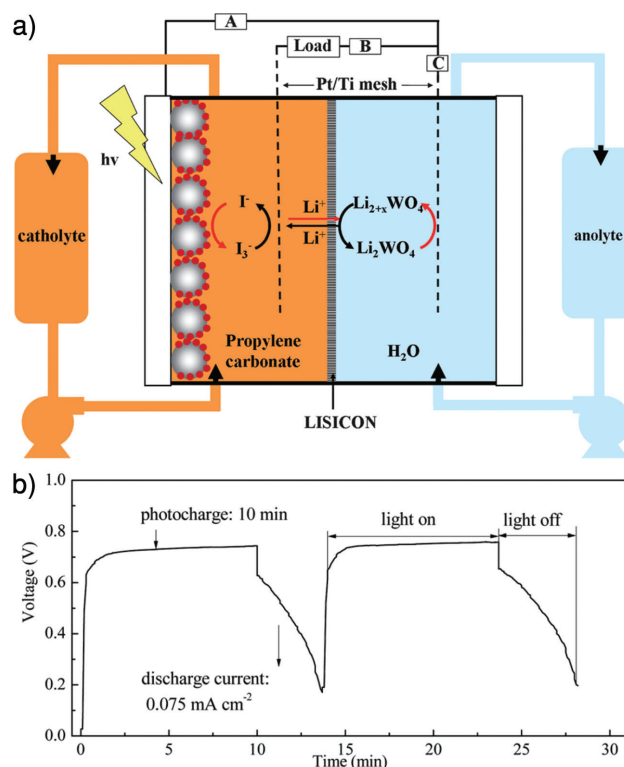 a)
A
Load
B
C
Pt/Ti mesh
hν
catholyte
I-
I3-
Li+
Li+
Li2+xWO4
Li2WO4
anolyte
Propylene
carbonate
H2O
LISICON
b)
1.0
0.8
0.6
0.4
0.2
0.0
Voltage (V)
photocharge: 10 min
light on
light off
discharge current:
0.075 mA cm-2
0 5 10 15 20 25 30
Time (min)